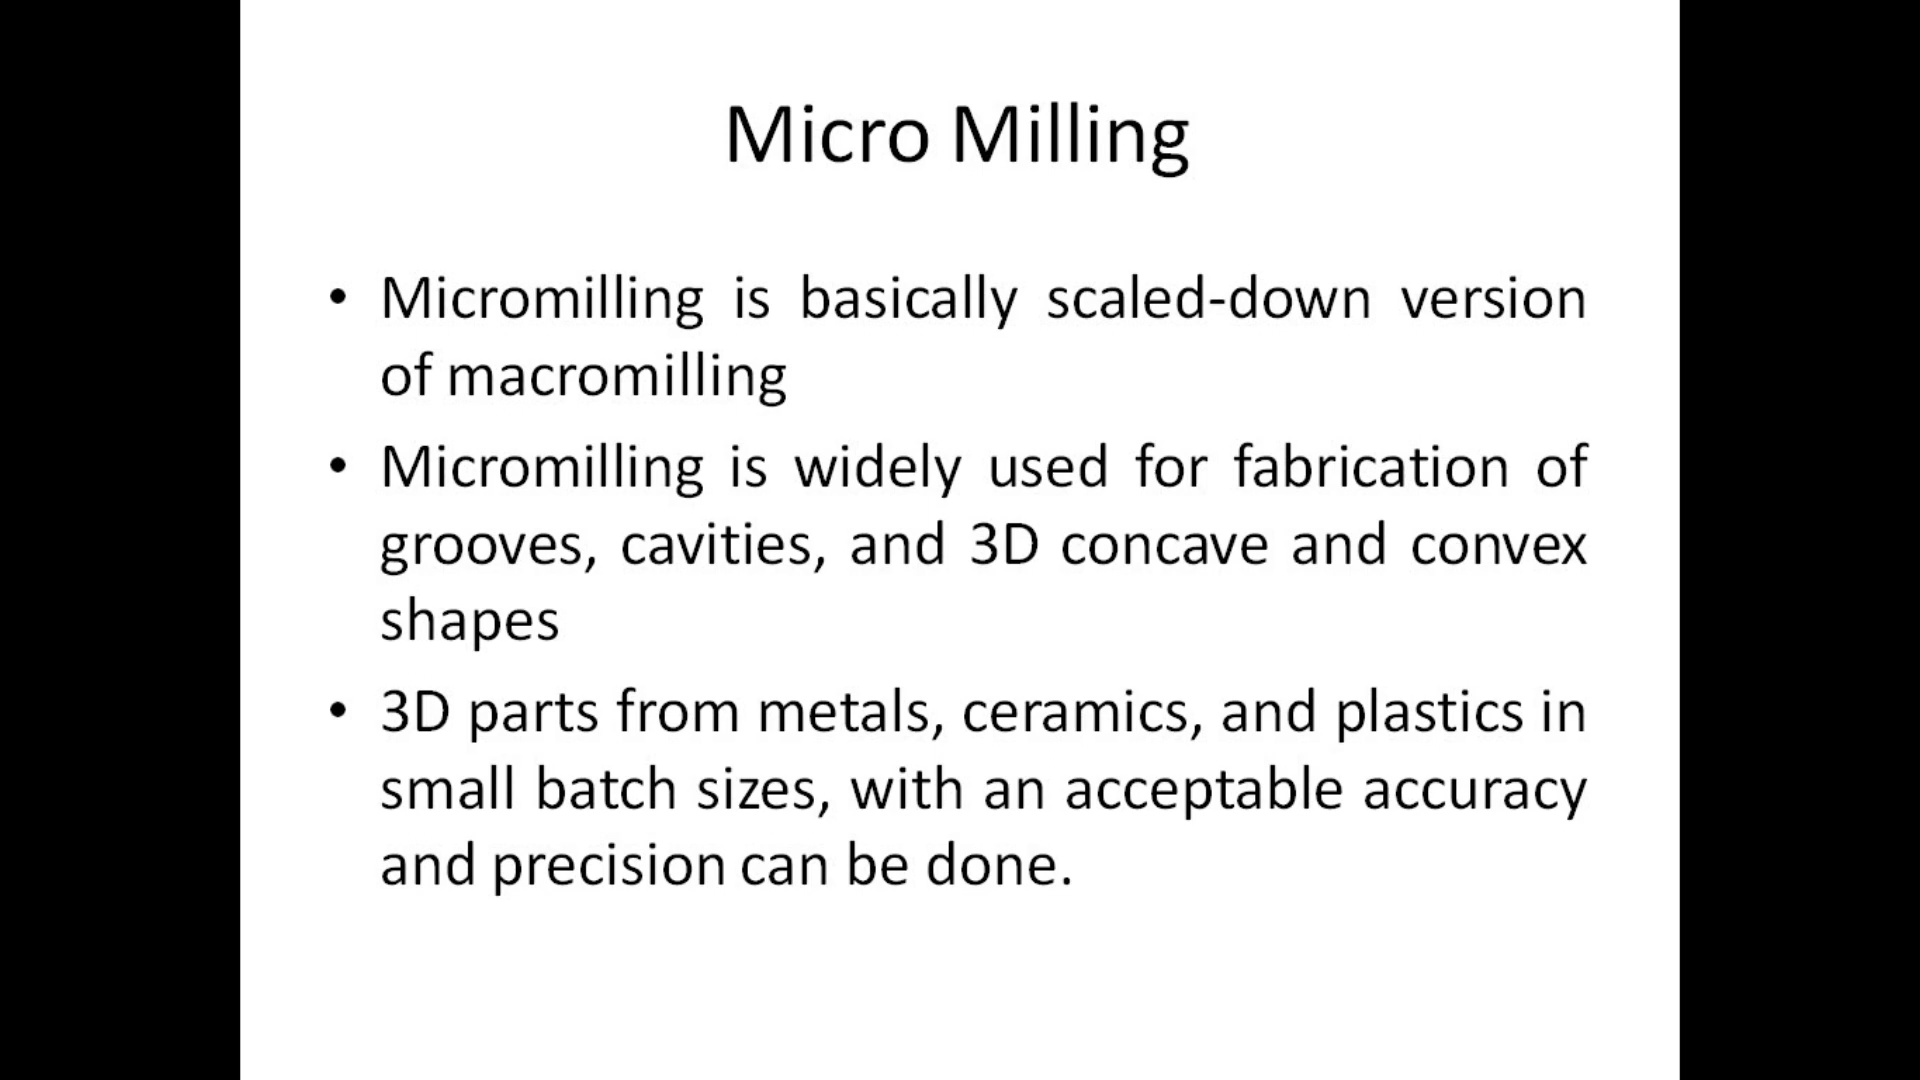 Micro Milling
• Micromilling is basically scaled-down version
of macromilling
• Micromilling is widely used for fabrication of
grooves, cavities, and 3D concave and convex
shapes
• 3D parts from metals, ceramics, and plastics in
small batch sizes, with an acceptable accuracy
and precision can be done.